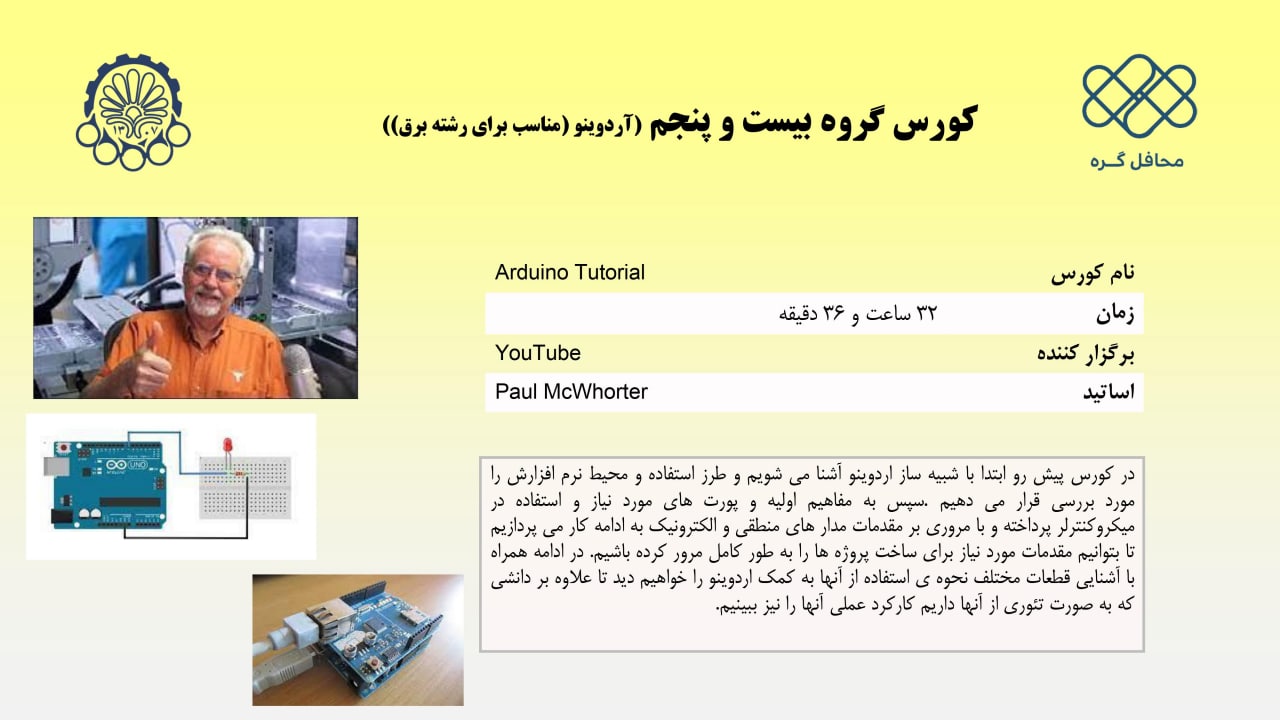 کورس گروه بیست و پنجم (آردوینو (مناسب برای رشته برق))
محافل گره
۱۳۰۷
نام کورس Arduino Tutorial
زمان ۳۲ ساعت و ۳۶ دقیقه
برگزار کننده YouTube
اساتید Paul McWhorter
در کورس پیش رو ابتدا با شبیه ساز اردوینو آشنا می شویم و طرز استفاده و محیط نرم افزارش را
مورد بررسی قرار می دهیم .سپس به مفاهیم اولیه و پورت های مورد نیاز و استفاده در
میکروکنترلر پرداخته و با مروری بر مقدمات مدار های منطقی و الکترونیک به ادامه کار می پردازیم
تا بتوانیم مقدمات مورد نیاز برای ساخت پروژه ها را به طور کامل مرور کرده باشیم. در ادامه همراه
با آشنایی قطعات مختلف نحوه ی استفاده از آنها به کمک اردوینو را خواهیم دید تا علاوه بر دانشی
که به صورت تئوری از آنها داریم کارکرد عملی آنها را نیز ببینیم.
UNO
ARDUINO